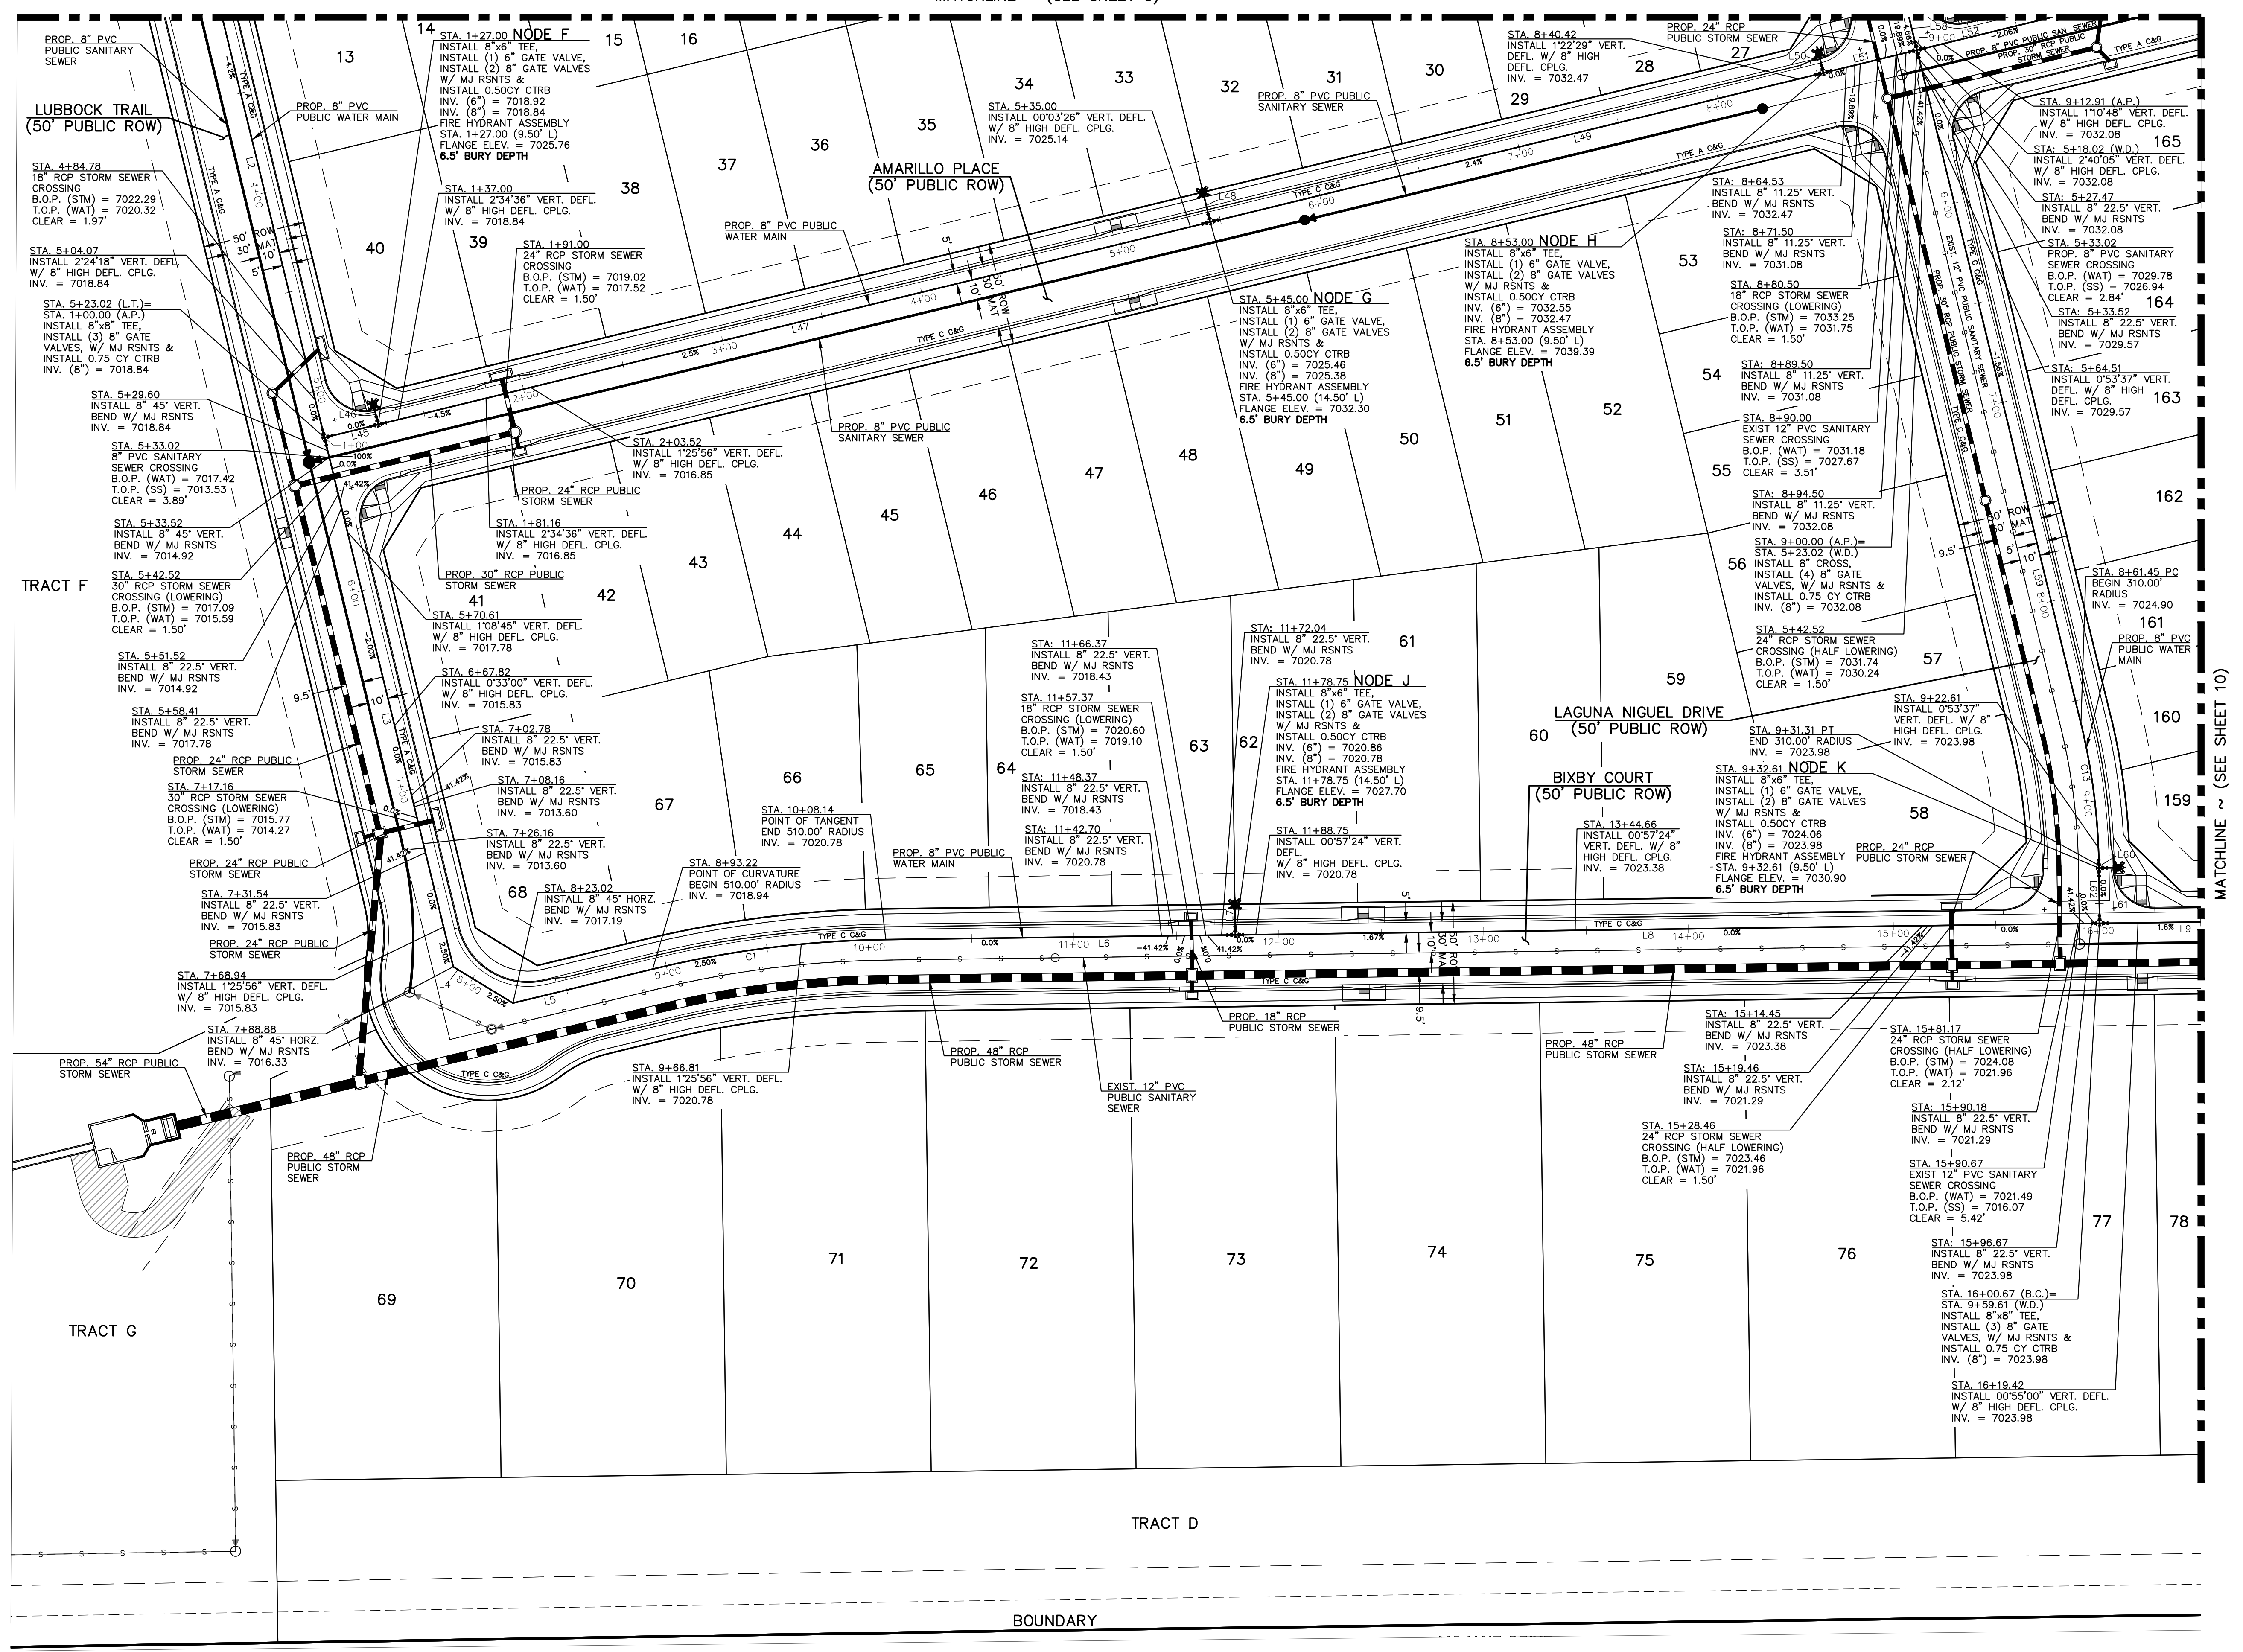 PROP. 8" PVC
PUBLIC SANITARY
SEWER
LUBBOCK TRAIL
(50' PUBLIC ROW)
PROP. 8" PVC
PUBLIC WATER MAIN
STA. 4+84.78
18" RCP STORM SEWER
CROSSING
B.O.P. (STM) = 7022.29
T.O.P. (WAT) = 7020.32
CLEAR = 1.97'
STA. 5+04.07
INSTALL 2°24'18" VERT. DEFL.
W/ 8" HIGH DEFL. CPLG.
INV. = 7018.84
STA. 5+23.02 (L.T.)=
STA. 1+00.00 (A.P.)
INSTALL 8"x8" TEE,
INSTALL (3) 8" GATE
VALVES, W/ MJ RSNTS &
INSTALL 0.75 CY CTRB
INV. (8") = 7018.84
STA. 5+29.60
INSTALL 8" 45° VERT.
BEND W/ MJ RSNTS
INV. = 7018.84
STA. 5+33.02
8" PVC SANITARY
SEWER CROSSING
B.O.P. (WAT) = 7017.42
T.O.P. (SS) = 7013.53
CLEAR = 3.89'
STA. 5+33.52
INSTALL 8" 45° VERT.
BEND W/ MJ RSNTS
INV. = 7014.92
TRACT F
STA. 5+42.52
30" RCP STORM SEWER
CROSSING (LOWERING)
B.O.P. (STM) = 7017.09
T.O.P. (WAT) = 7015.59
CLEAR = 1.50'
STA. 5+51.52
INSTALL 8" 22.5° VERT.
BEND W/ MJ RSNTS
INV. = 7014.92
STA. 5+58.41
INSTALL 8" 22.5° VERT.
BEND W/ MJ RSNTS
INV. = 7017.78
PROP. 24" RCP PUBLIC
STORM SEWER
STA. 7+17.16
30" RCP STORM SEWER
CROSSING (LOWERING)
B.O.P. (STM) = 7015.77
T.O.P. (WAT) = 7014.27
CLEAR = 1.50'
PROP. 24" RCP PUBLIC
STORM SEWER
STA. 7+31.54
INSTALL 8" 22.5° VERT.
BEND W/ MJ RSNTS
INV. = 7015.83
PROP. 24" RCP PUBLIC
STORM SEWER
STA. 7+68.94
INSTALL 1°25'56" VERT. DEFL.
W/ 8" HIGH DEFL. CPLG.
INV. = 7015.83
STA. 7+88.88
INSTALL 8" 45° HORZ.
BEND W/ MJ RSNTS
INV. = 7016.33
PROP. 54" RCP PUBLIC
STORM SEWER
PROP. 48" RCP
PUBLIC STORM
SEWER
TRACT G
13
14
15
16
STA. 1+27.00 NODE F
INSTALL 8"x6" TEE,
INSTALL (1) 6" GATE VALVE,
INSTALL (2) 8" GATE VALVES
W/ MJ RSNTS &
INSTALL 0.50CY CTRB
INV. (6") = 7018.92
INV. (8") = 7018.84
FIRE HYDRANT ASSEMBLY
STA. 1+27.00 (9.50' L)
FLANGE ELEV. = 7025.76
6.5' BURY DEPTH
STA. 1+37.00
INSTALL 2°34'36" VERT. DEFL.
W/ 8" HIGH DEFL. CPLG.
INV. = 7018.84
40
39
38
37
36
35
34
33
32
31
30
29
28
27
STA. 1+91.00
24" RCP STORM SEWER
CROSSING
B.O.P. (STM) = 7019.02
T.O.P. (WAT) = 7017.52
CLEAR = 1.50'
PROP. 8" PVC PUBLIC
WATER MAIN
AMARILLO PLACE
(50' PUBLIC ROW)
STA. 5+35.00
INSTALL 00°03'26" VERT. DEFL.
W/ 8" HIGH DEFL. CPLG.
INV. = 7025.14
PROP. 8" PVC PUBLIC
SANITARY SEWER
STA. 8+40.42
INSTALL 1°22'29" VERT.
DEFL. W/ 8" HIGH
DEFL. CPLG.
INV. = 7032.47
PROP. 24" RCP
PUBLIC STORM SEWER
STA. 2+03.52
INSTALL 1°25'56" VERT. DEFL.
W/ 8" HIGH DEFL. CPLG.
INV. = 7016.85
PROP. 8" PVC PUBLIC
SANITARY SEWER
PROP. 24" RCP PUBLIC
STORM SEWER
STA. 1+81.16
INSTALL 2°34'36" VERT. DEFL.
W/ 8" HIGH DEFL. CPLG.
INV. = 7016.85
PROP. 30" RCP PUBLIC
STORM SEWER
41
42
43
44
45
46
47
48
49
50
51
52
53
54
55
56
57
58
59
60
61
62
63
64
65
66
67
68
STA. 5+70.61
INSTALL 1°08'45" VERT. DEFL.
W/ 8" HIGH DEFL. CPLG.
INV. = 7017.78
STA. 6+67.82
INSTALL 0°33'00" VERT. DEFL.
W/ 8" HIGH DEFL. CPLG.
INV. = 7015.83
STA. 7+02.78
INSTALL 8" 22.5° VERT.
BEND W/ MJ RSNTS
INV. = 7015.83
STA. 7+08.16
INSTALL 8" 22.5° VERT.
BEND W/ MJ RSNTS
INV. = 7013.60
STA. 7+26.16
INSTALL 8" 22.5° VERT.
BEND W/ MJ RSNTS
INV. = 7013.60
STA. 8+23.02
INSTALL 8" 45° HORZ.
BEND W/ MJ RSNTS
INV. = 7017.19
STA. 8+93.22
POINT OF CURVATURE
BEGIN 510.00' RADIUS
INV. = 7018.94
STA. 10+08.14
POINT OF TANGENT
END 510.00' RADIUS
INV. = 7020.78
PROP. 8" PVC PUBLIC
WATER MAIN
STA. 5+45.00 NODE G
INSTALL 8"x6" TEE,
INSTALL (1) 6" GATE VALVE,
INSTALL (2) 8" GATE VALVES
W/ MJ RSNTS &
INSTALL 0.50CY CTRB
INV. (6") = 7025.46
INV. (8") = 7025.38
FIRE HYDRANT ASSEMBLY
STA. 5+45.00 (14.50' L)
FLANGE ELEV. = 7032.30
6.5' BURY DEPTH
STA. 8+53.00 NODE H
INSTALL 8"x6" TEE,
INSTALL (1) 6" GATE VALVE,
INSTALL (2) 8" GATE VALVES
W/ MJ RSNTS &
INSTALL 0.50CY CTRB
INV. (6") = 7032.55
INV. (8") = 7032.47
FIRE HYDRANT ASSEMBLY
STA. 8+53.00 (9.50' L)
FLANGE ELEV. = 7039.39
6.5' BURY DEPTH
STA: 8+64.53
INSTALL 8" 11.25° VERT.
BEND W/ MJ RSNTS
INV. = 7032.47
STA: 8+71.50
INSTALL 8" 11.25° VERT.
BEND W/ MJ RSNTS
INV. = 7031.08
STA. 8+80.50
18" RCP STORM SEWER
CROSSING (LOWERING)
B.O.P. (STM) = 7033.25
T.O.P. (WAT) = 7031.75
CLEAR = 1.50'
STA: 8+89.50
INSTALL 8" 11.25° VERT.
BEND W/ MJ RSNTS
INV. = 7031.08
STA. 8+90.00
EXIST 12" PVC SANITARY
SEWER CROSSING
B.O.P. (WAT) = 7031.18
T.O.P. (SS) = 7027.67
CLEAR = 3.51'
STA: 8+94.50
INSTALL 8" 11.25° VERT.
BEND W/ MJ RSNTS
INV. = 7032.08
STA. 9+00.00 (A.P.)=
STA. 5+23.02 (W.D.)
INSTALL 8" CROSS,
INSTALL (4) 8" GATE
VALVES, W/ MJ RSNTS &
INSTALL 0.75 CY CTRB
INV. (8") = 7032.08
STA. 5+42.52
24" RCP STORM SEWER
CROSSING (HALF LOWERING)
B.O.P. (STM) = 7031.74
T.O.P. (WAT) = 7030.24
CLEAR = 1.50'
STA. 9+12.91 (A.P.)
INSTALL 1°10'48" VERT. DEFL.
W/ 8" HIGH DEFL. CPLG.
INV. = 7032.08
165
STA: 5+18.02 (W.D.)
INSTALL 2°40'05" VERT. DEFL.
W/ 8" HIGH DEFL. CPLG.
INV. = 7032.08
STA: 5+27.47
INSTALL 8" 22.5° VERT.
BEND W/ MJ RSNTS
INV. = 7032.08
STA. 5+33.02
PROP. 8" PVC SANITARY
SEWER CROSSING
B.O.P. (WAT) = 7029.78
T.O.P. (SS) = 7026.94
CLEAR = 2.84'
164
STA: 5+33.52
INSTALL 8" 22.5° VERT.
BEND W/ MJ RSNTS
INV. = 7029.57
STA: 5+64.51
INSTALL 0°53'37" VERT.
DEFL. W/ 8" HIGH
DEFL. CPLG.
INV. = 7029.57
163
162
STA. 8+61.45 PC
BEGIN 310.00'
RADIUS
INV. = 7024.90
161
PROP. 8" PVC
PUBLIC WATER
MAIN
160
159
STA: 11+66.37
INSTALL 8" 22.5° VERT.
BEND W/ MJ RSNTS
INV. = 7018.43
STA. 11+57.37
18" RCP STORM SEWER
CROSSING (LOWERING)
B.O.P. (STM) = 7020.60
T.O.P. (WAT) = 7019.10
CLEAR = 1.50'
STA: 11+48.37
INSTALL 8" 22.5° VERT.
BEND W/ MJ RSNTS
INV. = 7018.43
STA: 11+42.70
INSTALL 8" 22.5° VERT.
BEND W/ MJ RSNTS
INV. = 7020.78
STA: 11+72.04
INSTALL 8" 22.5° VERT.
BEND W/ MJ RSNTS
INV. = 7020.78
STA. 11+78.75 NODE J
INSTALL 8"x6" TEE,
INSTALL (1) 6" GATE VALVE,
INSTALL (2) 8" GATE VALVES
W/ MJ RSNTS &
INSTALL 0.50CY CTRB
INV. (6") = 7020.86
INV. (8") = 7020.78
FIRE HYDRANT ASSEMBLY
STA. 11+78.75 (14.50' L)
FLANGE ELEV. = 7027.70
6.5' BURY DEPTH
STA: 11+88.75
INSTALL 00°57'24" VERT.
DEFL.
W/ 8" HIGH DEFL. CPLG.
INV. = 7020.78
LAGUNA NIGUEL DRIVE
(50' PUBLIC ROW)
BIXBY COURT
(50' PUBLIC ROW)
STA: 13+44.66
INSTALL 00°57'24"
VERT. DEFL. W/ 8"
HIGH DEFL. CPLG.
INV. = 7023.38
STA. 9+22.61
INSTALL 0°53'37"
VERT. DEFL. W/ 8"
HIGH DEFL. CPLG.
INV. = 7023.98
STA. 9+31.31 PT
END 310.00' RADIUS
INV. = 7023.98
STA. 9+32.61 NODE K
INSTALL 8"x6" TEE,
INSTALL (1) 6" GATE VALVE,
INSTALL (2) 8" GATE VALVES
W/ MJ RSNTS &
INSTALL 0.50CY CTRB
INV. (6") = 7024.06
INV. (8") = 7023.98
FIRE HYDRANT ASSEMBLY
STA. 9+32.61 (9.50' L)
FLANGE ELEV. = 7030.90
6.5' BURY DEPTH
PROP. 24" RCP
PUBLIC STORM SEWER
MATCHLINE ~ (SEE SHEET 10)
STA. 9+66.81
INSTALL 1°25'56" VERT. DEFL.
W/ 8" HIGH DEFL. CPLG.
INV. = 7020.78
PROP. 48" RCP
PUBLIC STORM SEWER
EXIST. 12" PVC
PUBLIC SANITARY
SEWER
PROP. 18" RCP
PUBLIC STORM SEWER
PROP. 48" RCP
PUBLIC STORM SEWER
STA: 15+14.45
INSTALL 8" 22.5° VERT.
BEND W/ MJ RSNTS
INV. = 7023.38
STA: 15+19.46
INSTALL 8" 22.5° VERT.
BEND W/ MJ RSNTS
INV. = 7021.29
STA. 15+28.46
24" RCP STORM SEWER
CROSSING (HALF LOWERING)
B.O.P. (STM) = 7023.46
T.O.P. (WAT) = 7021.96
CLEAR = 1.50'
STA. 15+81.17
24" RCP STORM SEWER
CROSSING (HALF LOWERING)
B.O.P. (STM) = 7024.08
T.O.P. (WAT) = 7021.96
CLEAR = 2.12'
STA: 15+90.18
INSTALL 8" 22.5° VERT.
BEND W/ MJ RSNTS
INV. = 7021.29
STA. 15+90.67
EXIST 12" PVC SANITARY
SEWER CROSSING
B.O.P. (WAT) = 7021.49
T.O.P. (SS) = 7016.07
CLEAR = 5.42'
STA: 15+96.67
INSTALL 8" 22.5° VERT.
BEND W/ MJ RSNTS
INV. = 7023.98
STA. 16+00.67 (B.C.)=
STA. 9+59.61 (W.D.)
INSTALL 8"x8" TEE,
INSTALL (3) 8" GATE
VALVES, W/ MJ RSNTS &
INSTALL 0.75 CY CTRB
INV. (8") = 7023.98
STA. 16+19.42
INSTALL 00°55'00" VERT. DEFL.
W/ 8" HIGH DEFL. CPLG.
INV. = 7023.98
69
70
71
72
73
74
75
76
77
78
TRACT D
BOUNDARY